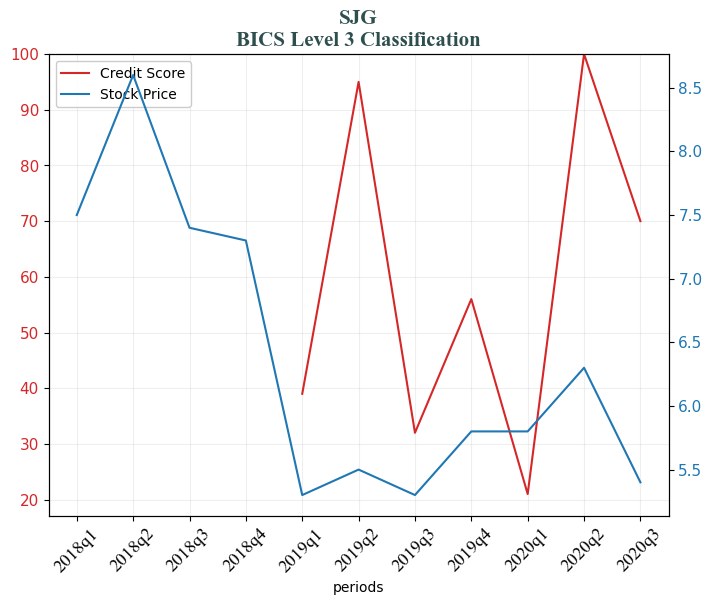 SJG
BICS Level 3 Classification
Credit Score
Stock Price
100
90
80
70
60
50
40
30
20
8.5
8.0
7.5
7.0
6.5
6.0
5.5
2018q1
2018q2
2018q3
2018q4
2019q1
2019q2
2019q3
2019q4
2020q1
2020q2
2020q3
periods